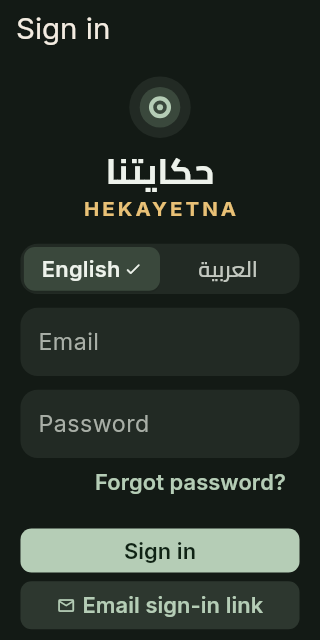 Sign in
حكايتنا
HEKAYETNA
English
العربية
Email
Password
Forgot password?
Sign in
Email sign-in link